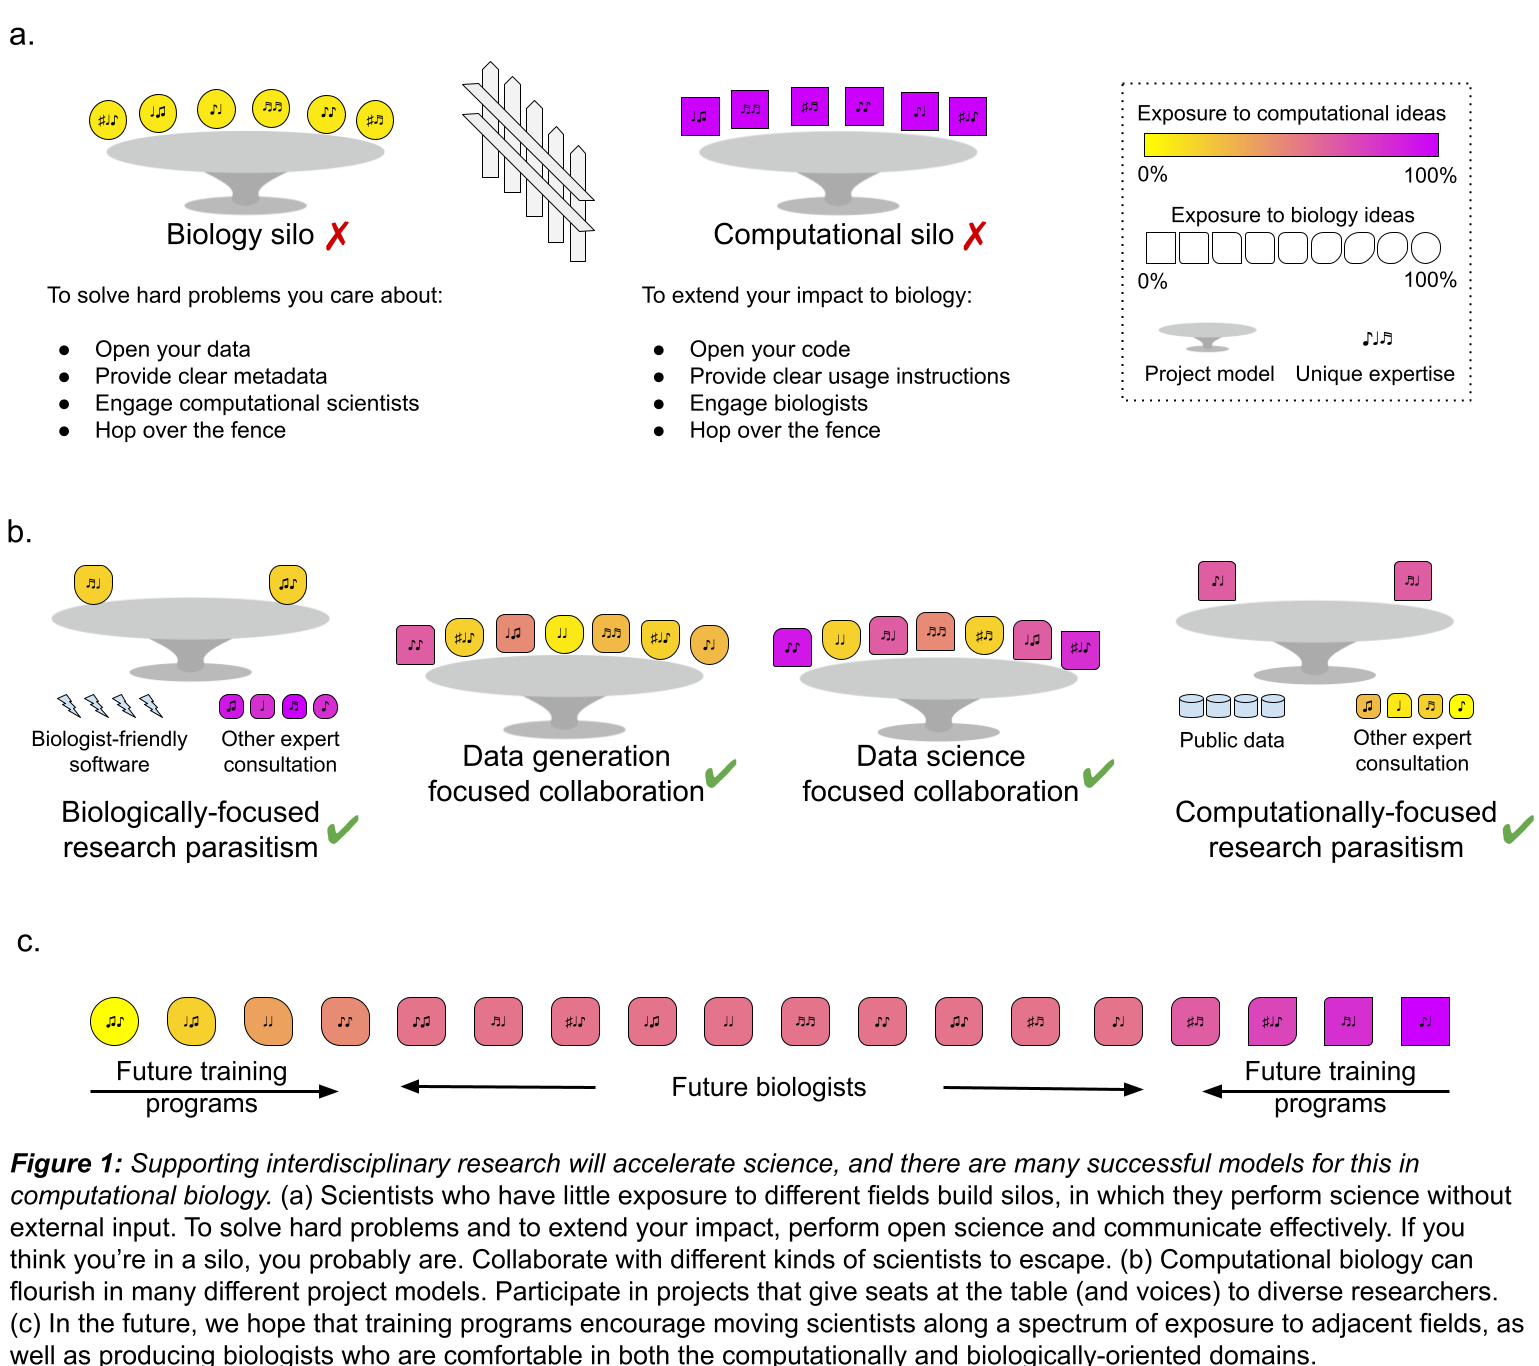 a.
Biology silo ✗
To solve hard problems you care about:
● Open your data
● Provide clear metadata
● Engage computational scientists
● Hop over the fence
Computational silo ✗
To extend your impact to biology:
● Open your code
● Provide clear usage instructions
● Engage biologists
● Hop over the fence
Exposure to computational ideas
0% 100%
Exposure to biology ideas
0% 100%
Project model Unique expertise
b.
Biologist-friendly
software
Other expert
consultation
Biologically-focused
research parasitism ✔
Data generation
focused collaboration ✔
Data science
focused collaboration ✔
Public data
Other expert
consultation
Computationally-focused
research parasitism ✔
c.
Future training
programs
Future biologists
Future training
programs
Figure 1: Supporting interdisciplinary research will accelerate science, and there are many successful models for this in
computational biology. (a) Scientists who have little exposure to different fields build silos, in which they perform science without
external input. To solve hard problems and to extend your impact, perform open science and communicate effectively. If you
think you're in a silo, you probably are. Collaborate with different kinds of scientists to escape. (b) Computational biology can
flourish in many different project models. Participate in projects that give seats at the table (and voices) to diverse researchers.
(c) In the future, we hope that training programs encourage moving scientists along a spectrum of exposure to adjacent fields, as
well as producing biologists who are comfortable in both the computationally and biologically-oriented domains.